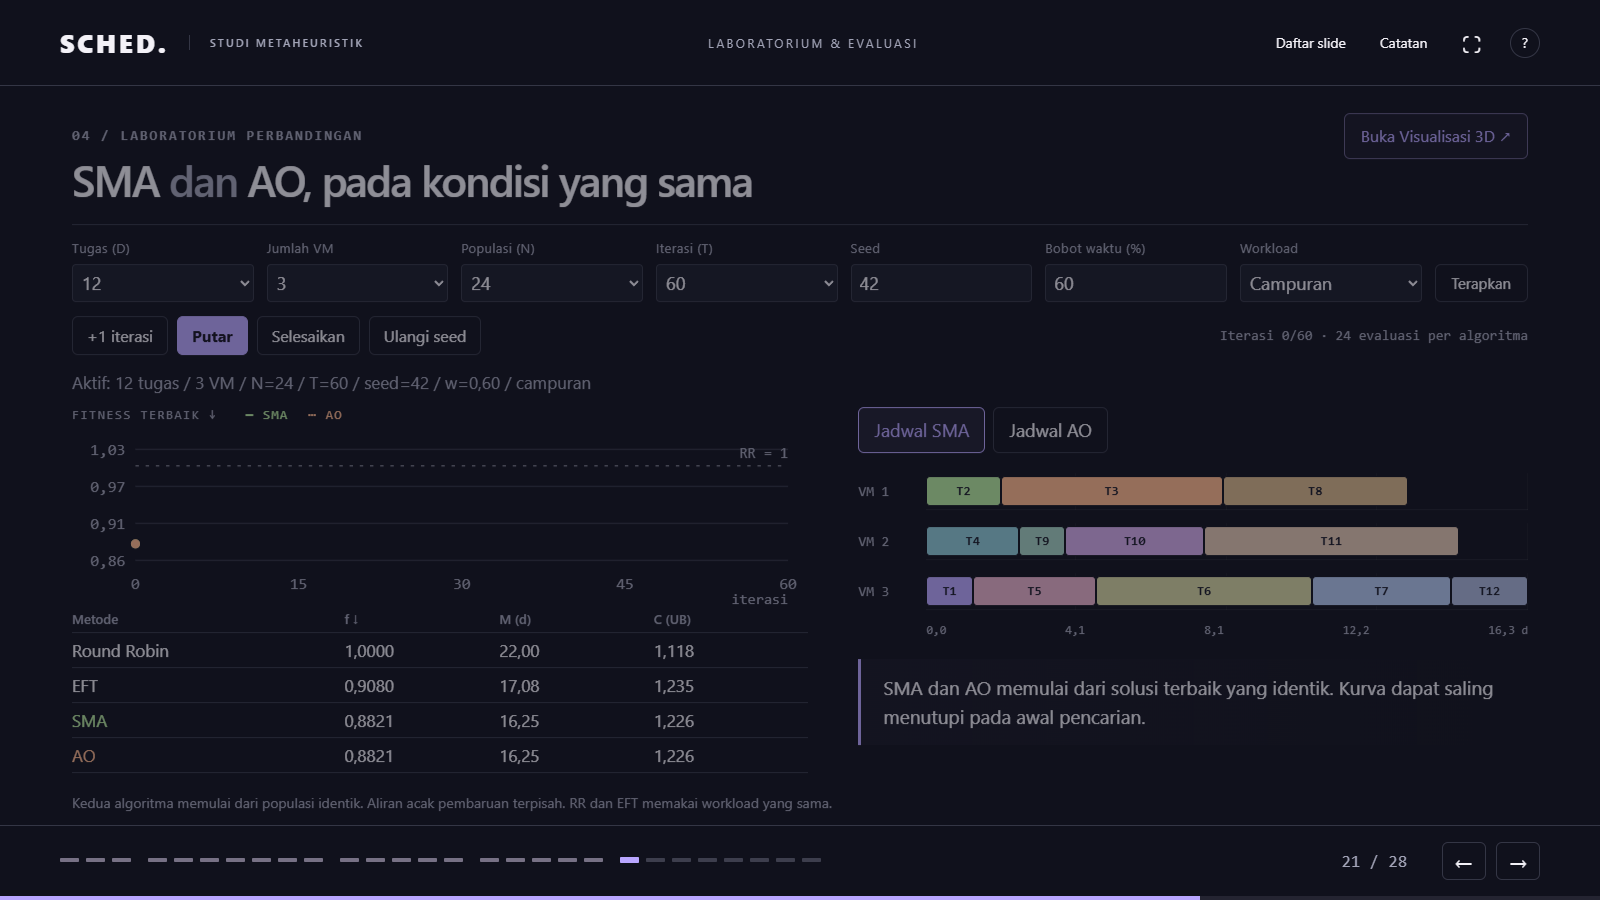 SCHED.
STUDI METAHEURISTIK
LABORATORIUM & EVALUASI
Daftar slide
Catatan
?
04 / LABORATORIUM PERBANDINGAN
Buka Visualisasi 3D ↗
SMA dan AO, pada kondisi yang sama
Tugas (D)
Jumlah VM
Populasi (N)
Iterasi (T)
Seed
Bobot waktu (%)
Workload
12
3
24
60
42
60
Campuran
Terapkan
+1 iterasi
Putar
Selesaikan
Ulangi seed
Iterasi 0/60 · 24 evaluasi per algoritma
Aktif: 12 tugas / 3 VM / N=24 / T=60 / seed=42 / w=0,60 / campuran
FITNESS TERBAIK ↓
SMA
AO
1,03
RR = 1
0,97
0,91
0,86
0
15
30
45
60
iterasi
Metode f↓ M (d) C (UB)
Round Robin 1,0000 22,00 1,118
EFT 0,9080 17,08 1,235
SMA 0,8821 16,25 1,226
AO 0,8821 16,25 1,226
Kedua algoritma memulai dari populasi identik. Aliran acak pembaruan terpisah. RR dan EFT memakai workload yang sama.
Jadwal SMA
Jadwal AO
VM 1 T2 T3 T8
VM 2 T4 T9 T10 T11
VM 3 T1 T5 T6 T7 T12
0,0 4,1 8,1 12,2 16,3 d
SMA dan AO memulai dari solusi terbaik yang identik. Kurva dapat saling
menutupi pada awal pencarian.
21 / 28
← →